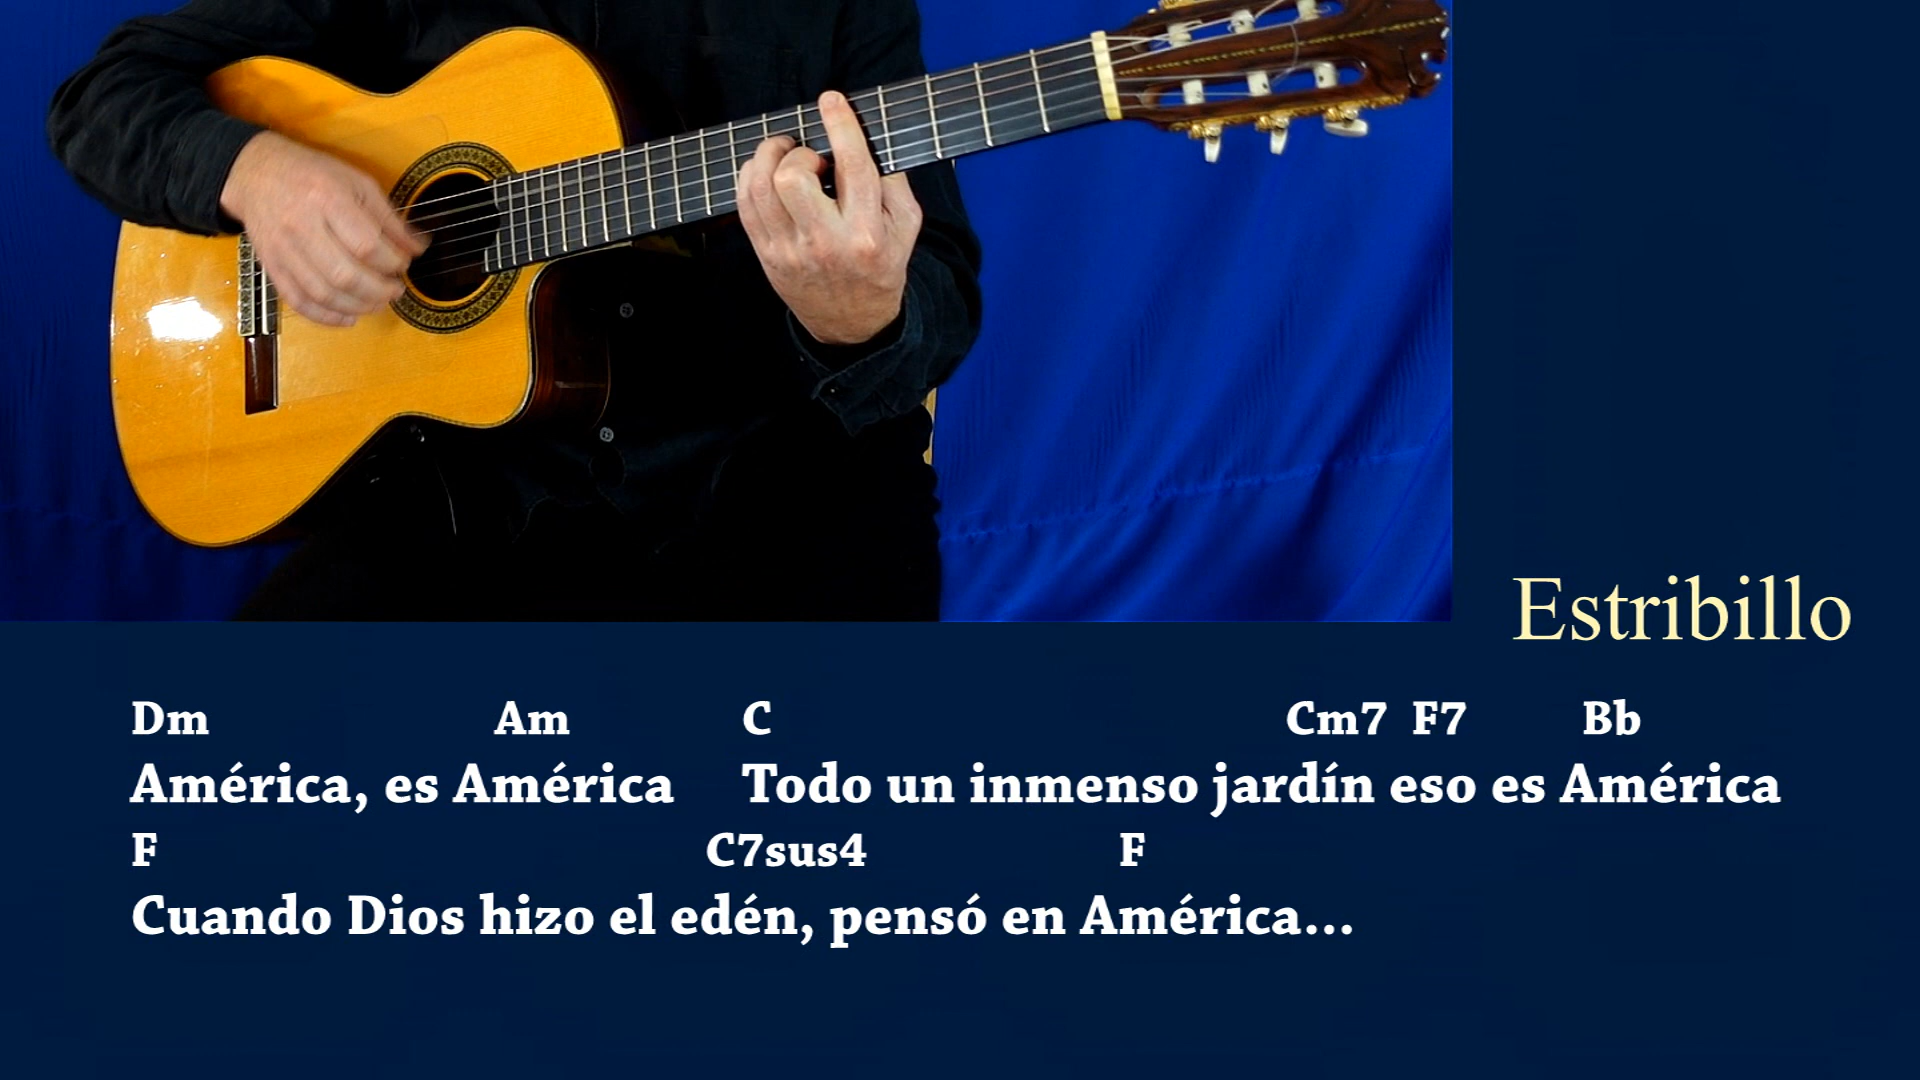 Estribillo
Dm Am C Cm7 F7 Bb
América, es América Todo un inmenso jardín eso es América
F C7sus4 F
Cuando Dios hizo el edén, pensó en América...